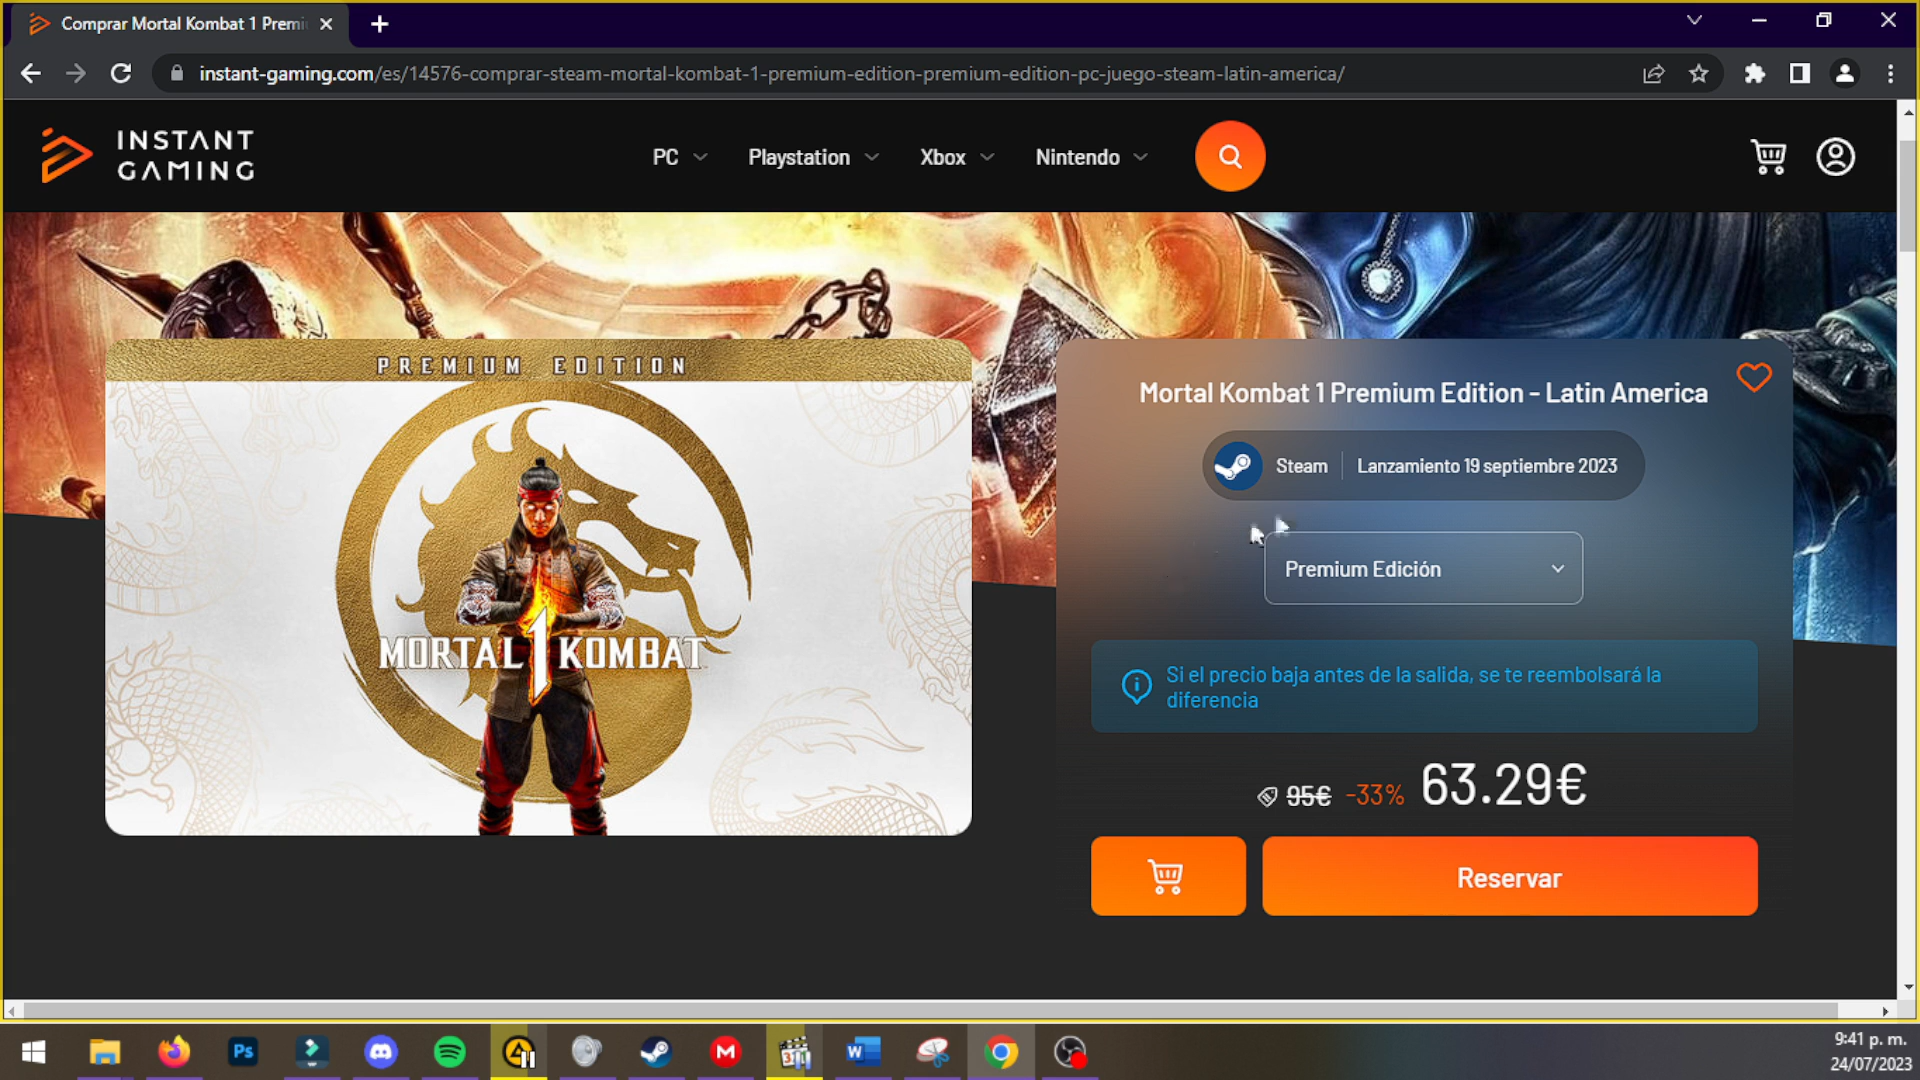 Comprar Mortal Kombat 1 Premi
instant-gaming.com/es/14576-comprar-steam-mortal-kombat-1-premium-edition-premium-edition-pc-juego-steam-latin-america/
INSTANT
GAMING
PC
Playstation
Xbox
Nintendo
PREMIUM EDITION
MORTAL 1 KOMBAT
Mortal Kombat 1 Premium Edition - Latin America
Steam
Lanzamiento 19 septiembre 2023
Premium Edición
Si el precio baja antes de la salida, se te reembolsará la
diferencia
95€ -33% 63.29€
Reservar
Ps
W
M
9:41 p. m.
24/07/2023